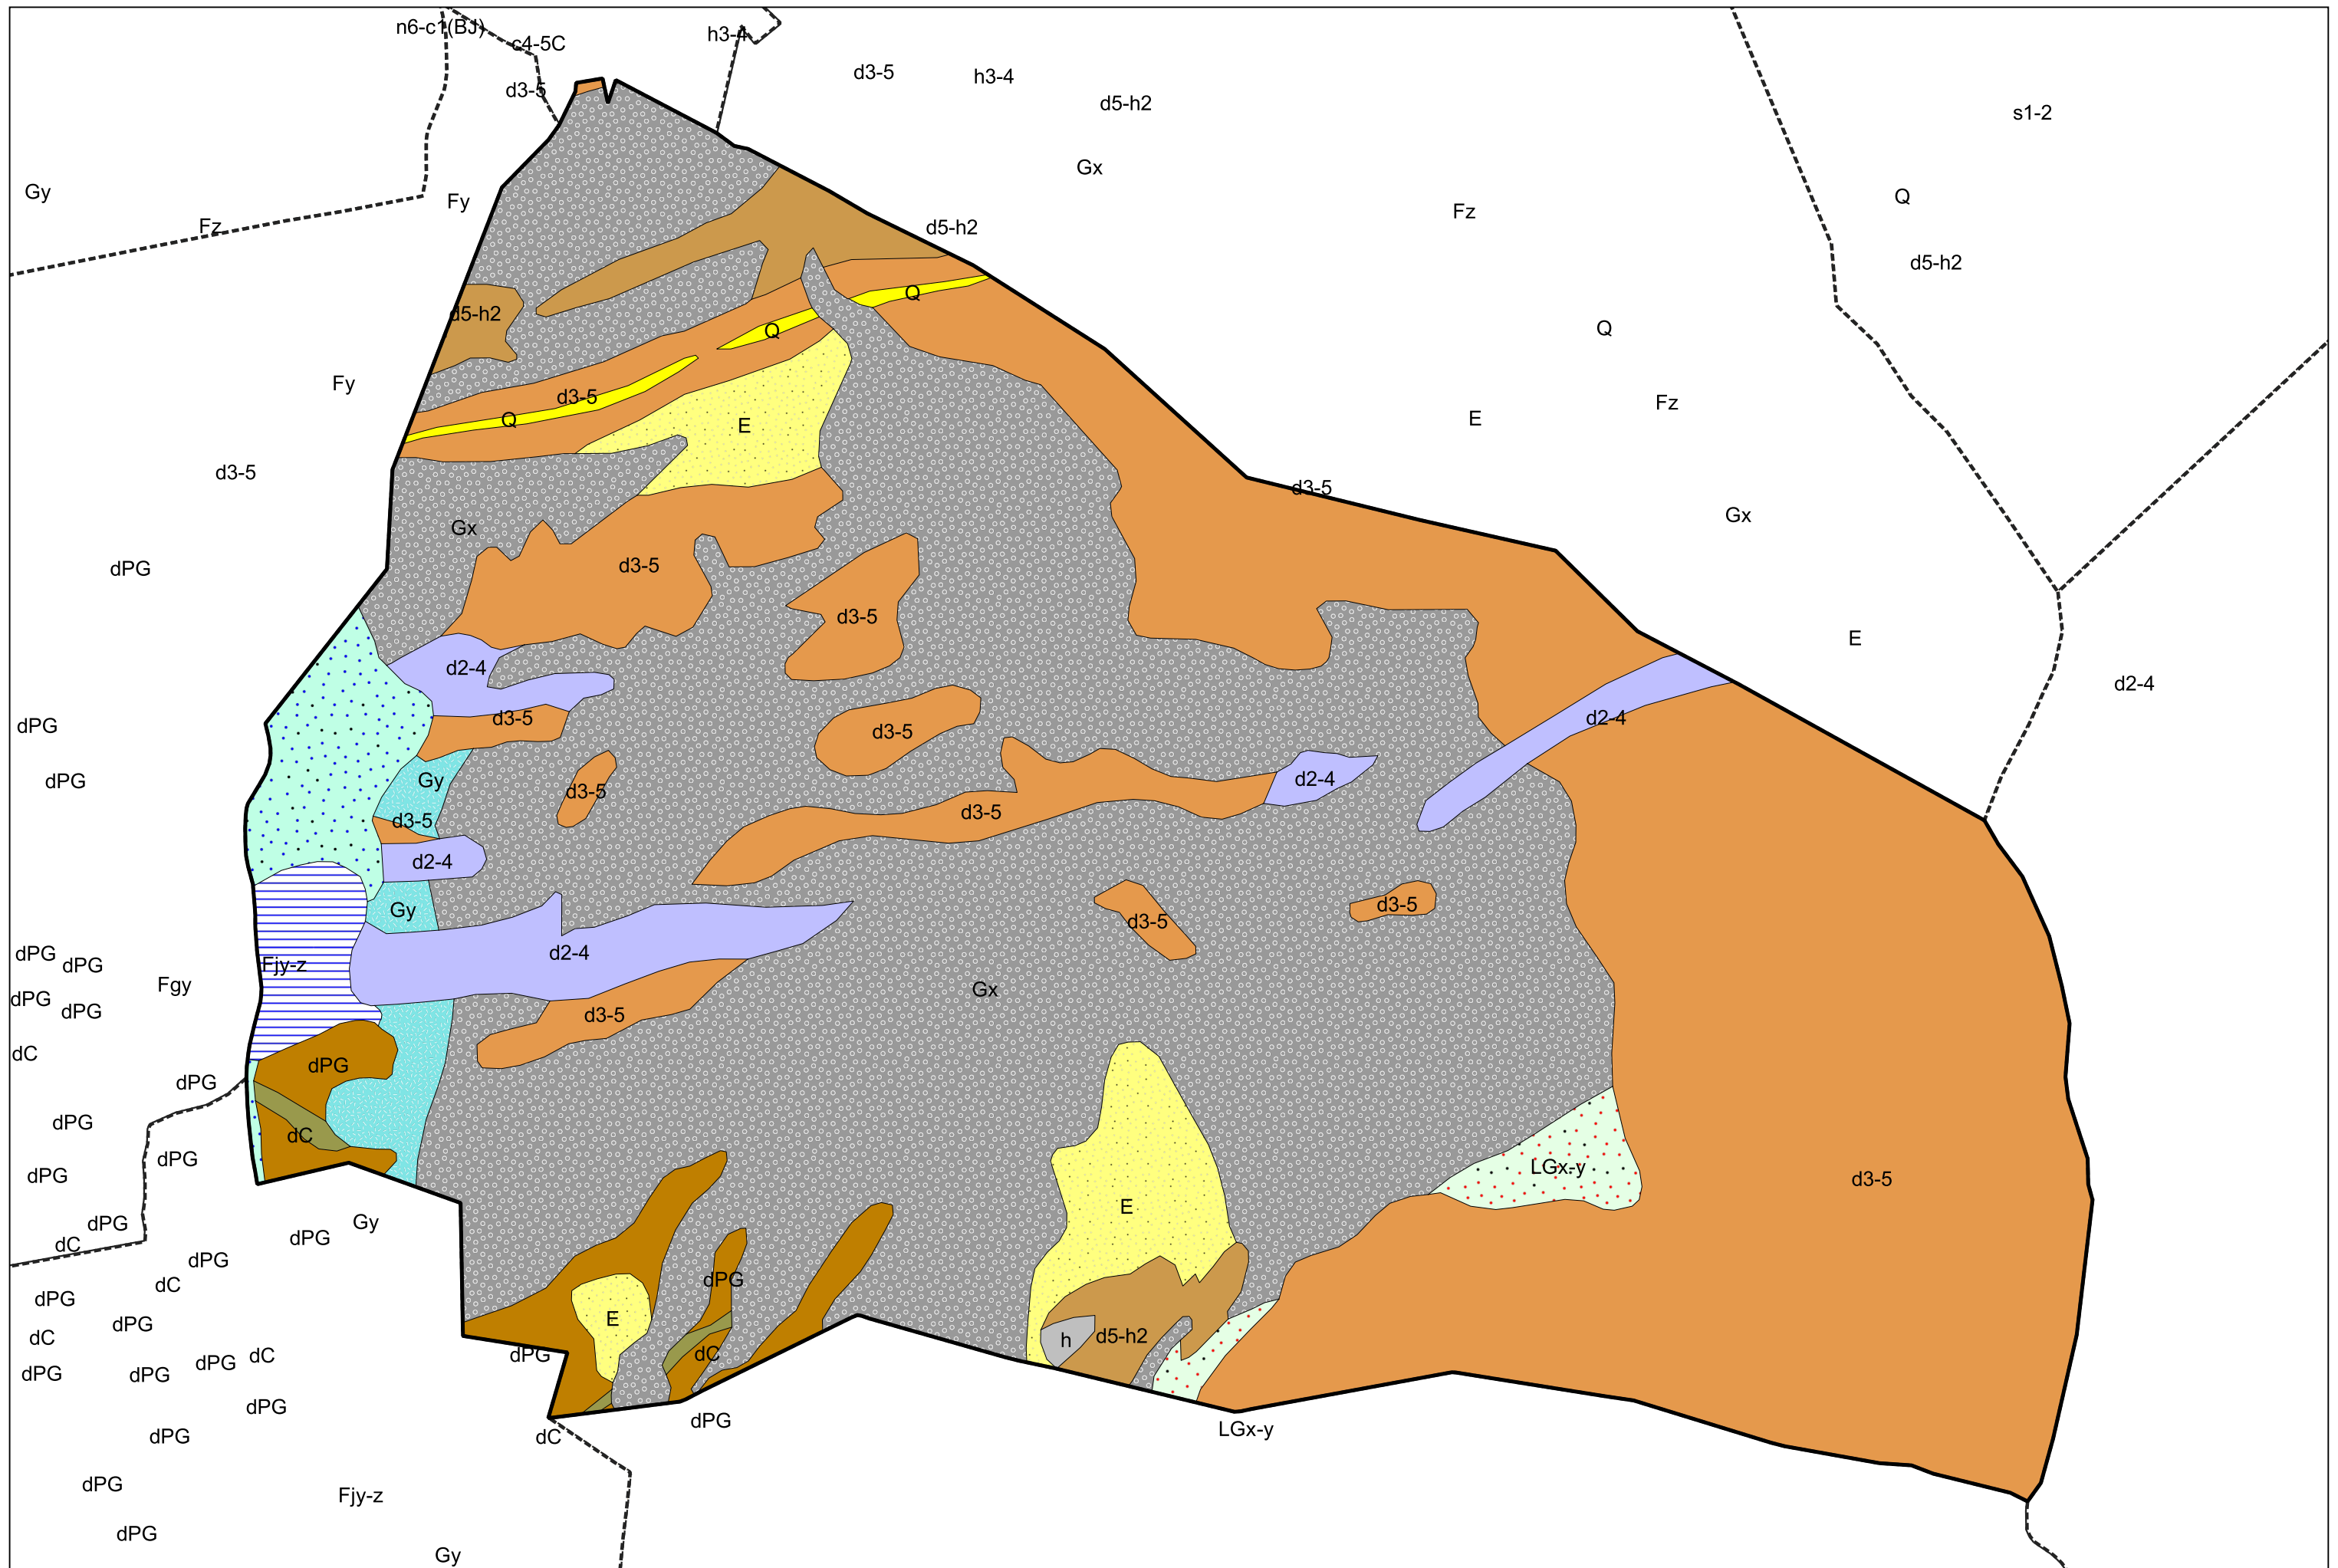 n6-c1(BJ)
c4-5C
h3-4
d3-5
h3-4
d3-5
d5-h2
s1-2
Gx
Gy
Fy
Q
Fz
Fz
d5-h2
d5-h2
Q
d5-h2
Q
Q
Fy
d3-5
Fz
Q
E
E
d3-5
d3-5
Gx
Gx
d3-5
dPG
d3-5
E
d2-4
d2-4
d3-5
d2-4
dPG
d3-5
dPG
Gy
d2-4
d3-5
d3-5
d3-5
d2-4
d3-5
Gy
d3-5
dPG
d2-4
dPG
Fjy-z
Fgy
Gx
dPG
dPG
d3-5
dC
dPG
dPG
dPG
dC
dPG
LGx-y
dPG
d3-5
E
dPG
Gy
dPG
dC
dPG
dPG
dC
dPG
E
dPG
dC
h
d5-h2
dPG
dC
dC
dPG
dPG
dPG
dPG
dPG
LGx-y
dPG
dC
dPG
Fjy-z
dPG
Gy